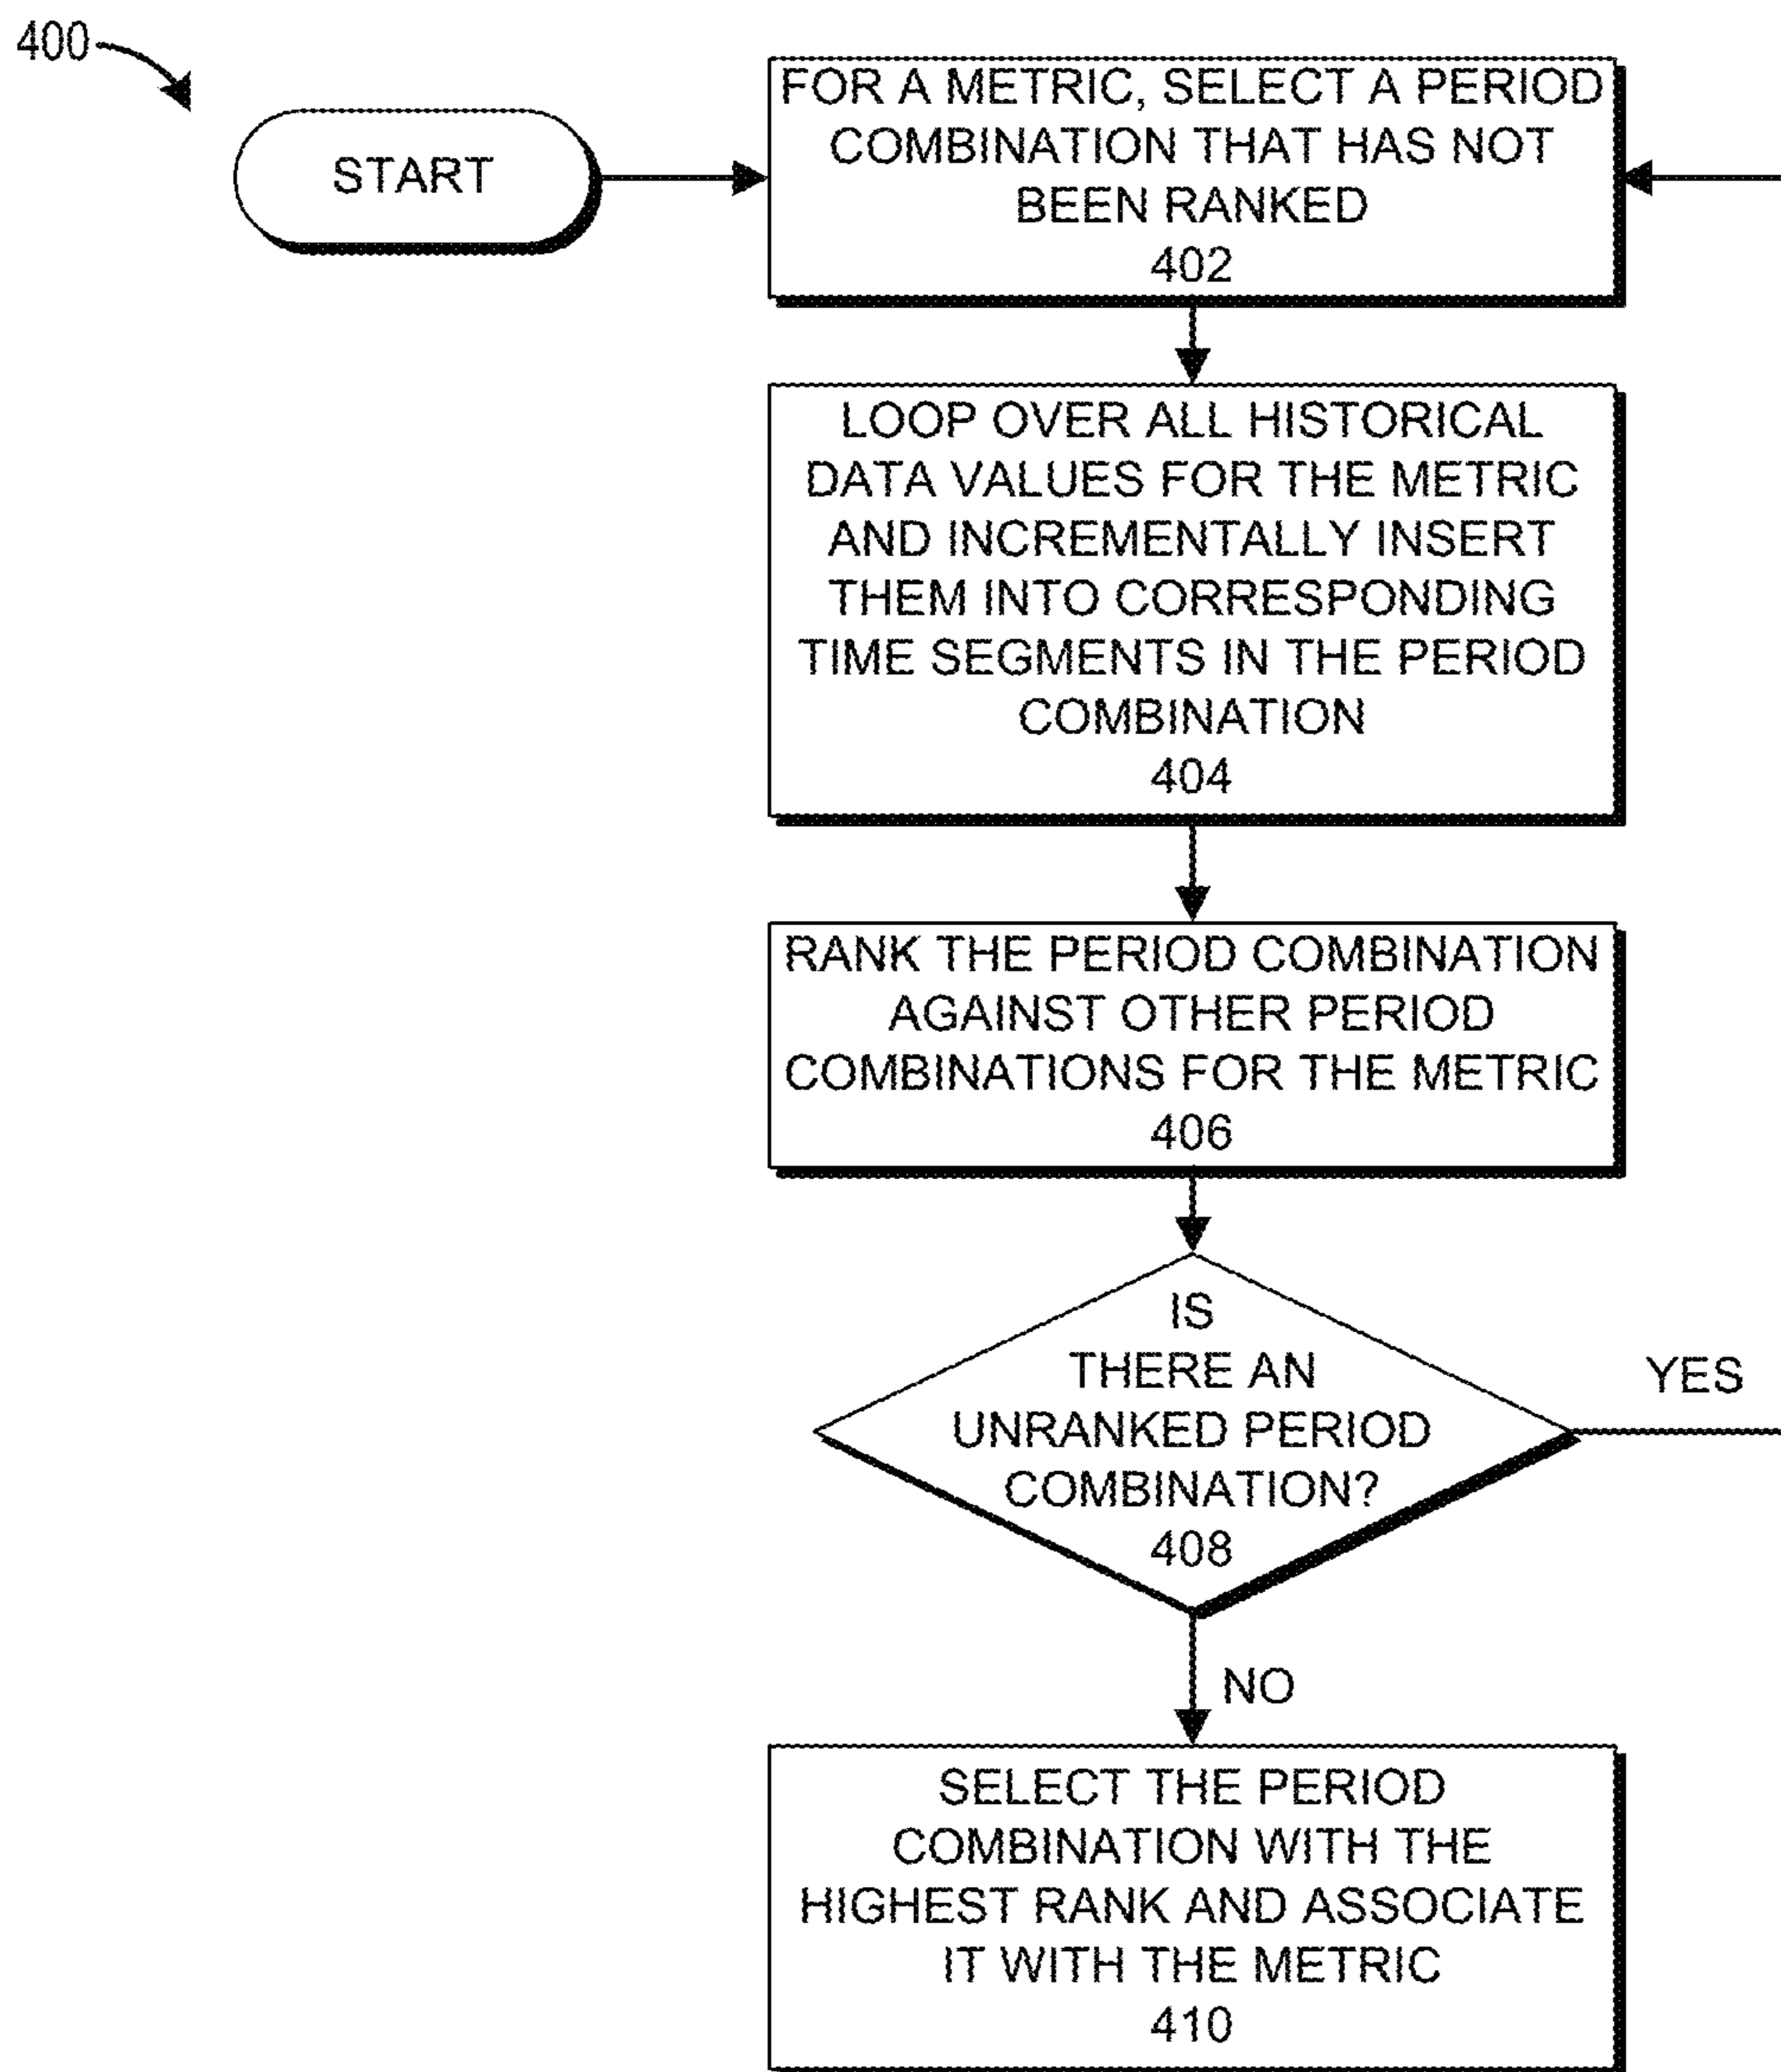 400
START
FOR A METRIC, SELECT A PERIOD
COMBINATION THAT HAS NOT
BEEN RANKED
402
LOOP OVER ALL HISTORICAL
DATA VALUES FOR THE METRIC
AND INCREMENTALLY INSERT
THEM INTO CORRESPONDING
TIME SEGMENTS IN THE PERIOD
COMBINATION
404
RANK THE PERIOD COMBINATION
AGAINST OTHER PERIOD
COMBINATIONS FOR THE METRIC
406
IS
THERE AN
UNRANKED PERIOD
COMBINATION?
408
YES
NO
SELECT THE PERIOD
COMBINATION WITH THE
HIGHEST RANK AND ASSOCIATE
IT WITH THE METRIC
410